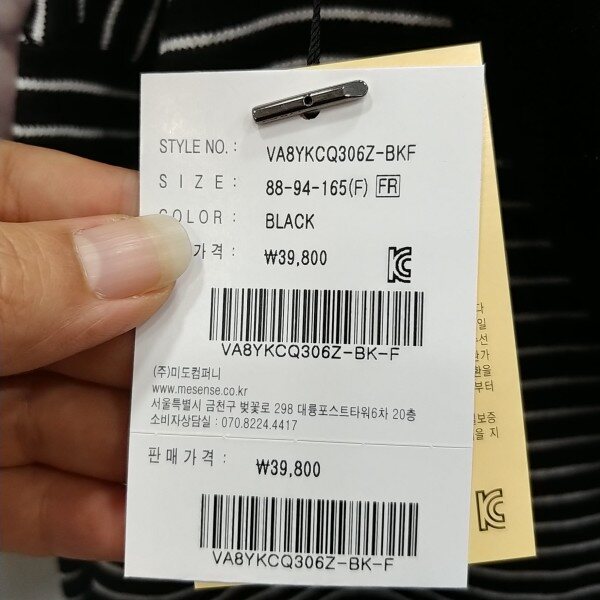 STYLE NO. : VA8YKCQ306Z-BKF
SIZE : 88-94-165(F) FR
COLOR : BLACK
가격 : ₩39,800
VA8YKCQ306Z-BK-F
(주)미도컴퍼니
www.mesense.co.kr
서울특별시 금천구 벚꽃로 298 대륭포스트타워6차 20층
소비자상담실 : 070.8224.4417
판매가격 : ₩39,800
VA8YKCQ306Z-BK-F